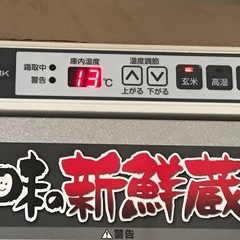 霜取中
警告
庫内温度
13℃
温度調節
上がる 下がる
玄米
高湿
味の新鮮蔵
警告